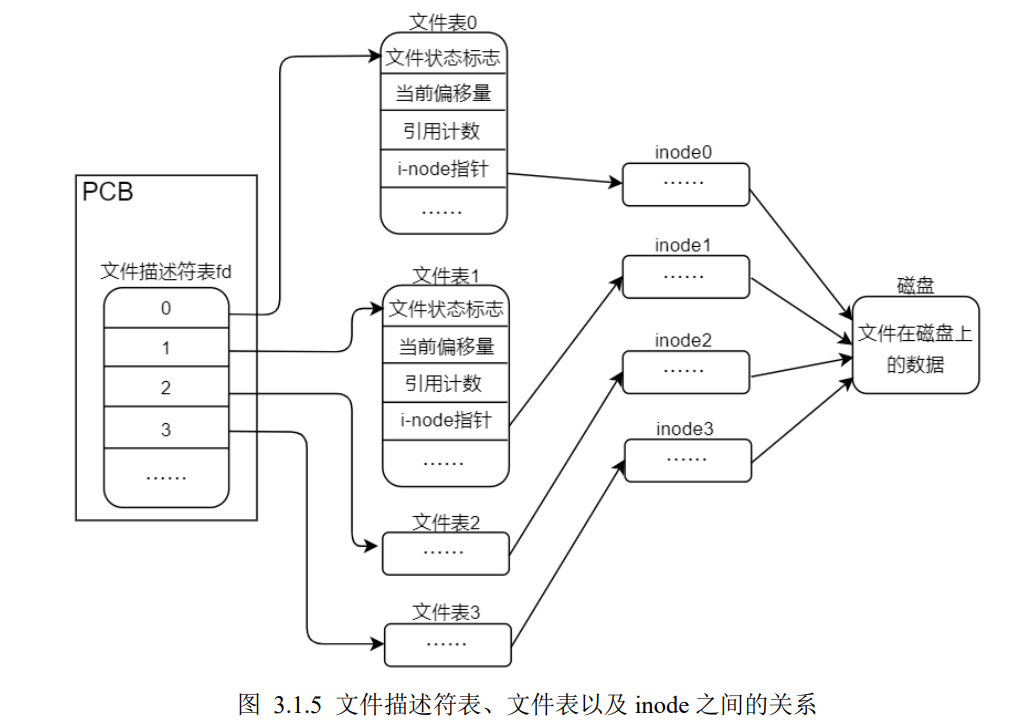 文件表0
文件状态标志
当前偏移量
引用计数
i-node指针
……
PCB
文件描述符表fd
0
1
2
3
……
文件表1
文件状态标志
当前偏移量
引用计数
i-node指针
……
文件表2
……
文件表3
……
inode0
……
inode1
……
inode2
……
inode3
……
磁盘
文件在磁盘上
的数据
图 3.1.5 文件描述符表、文件表以及 inode 之间的关系